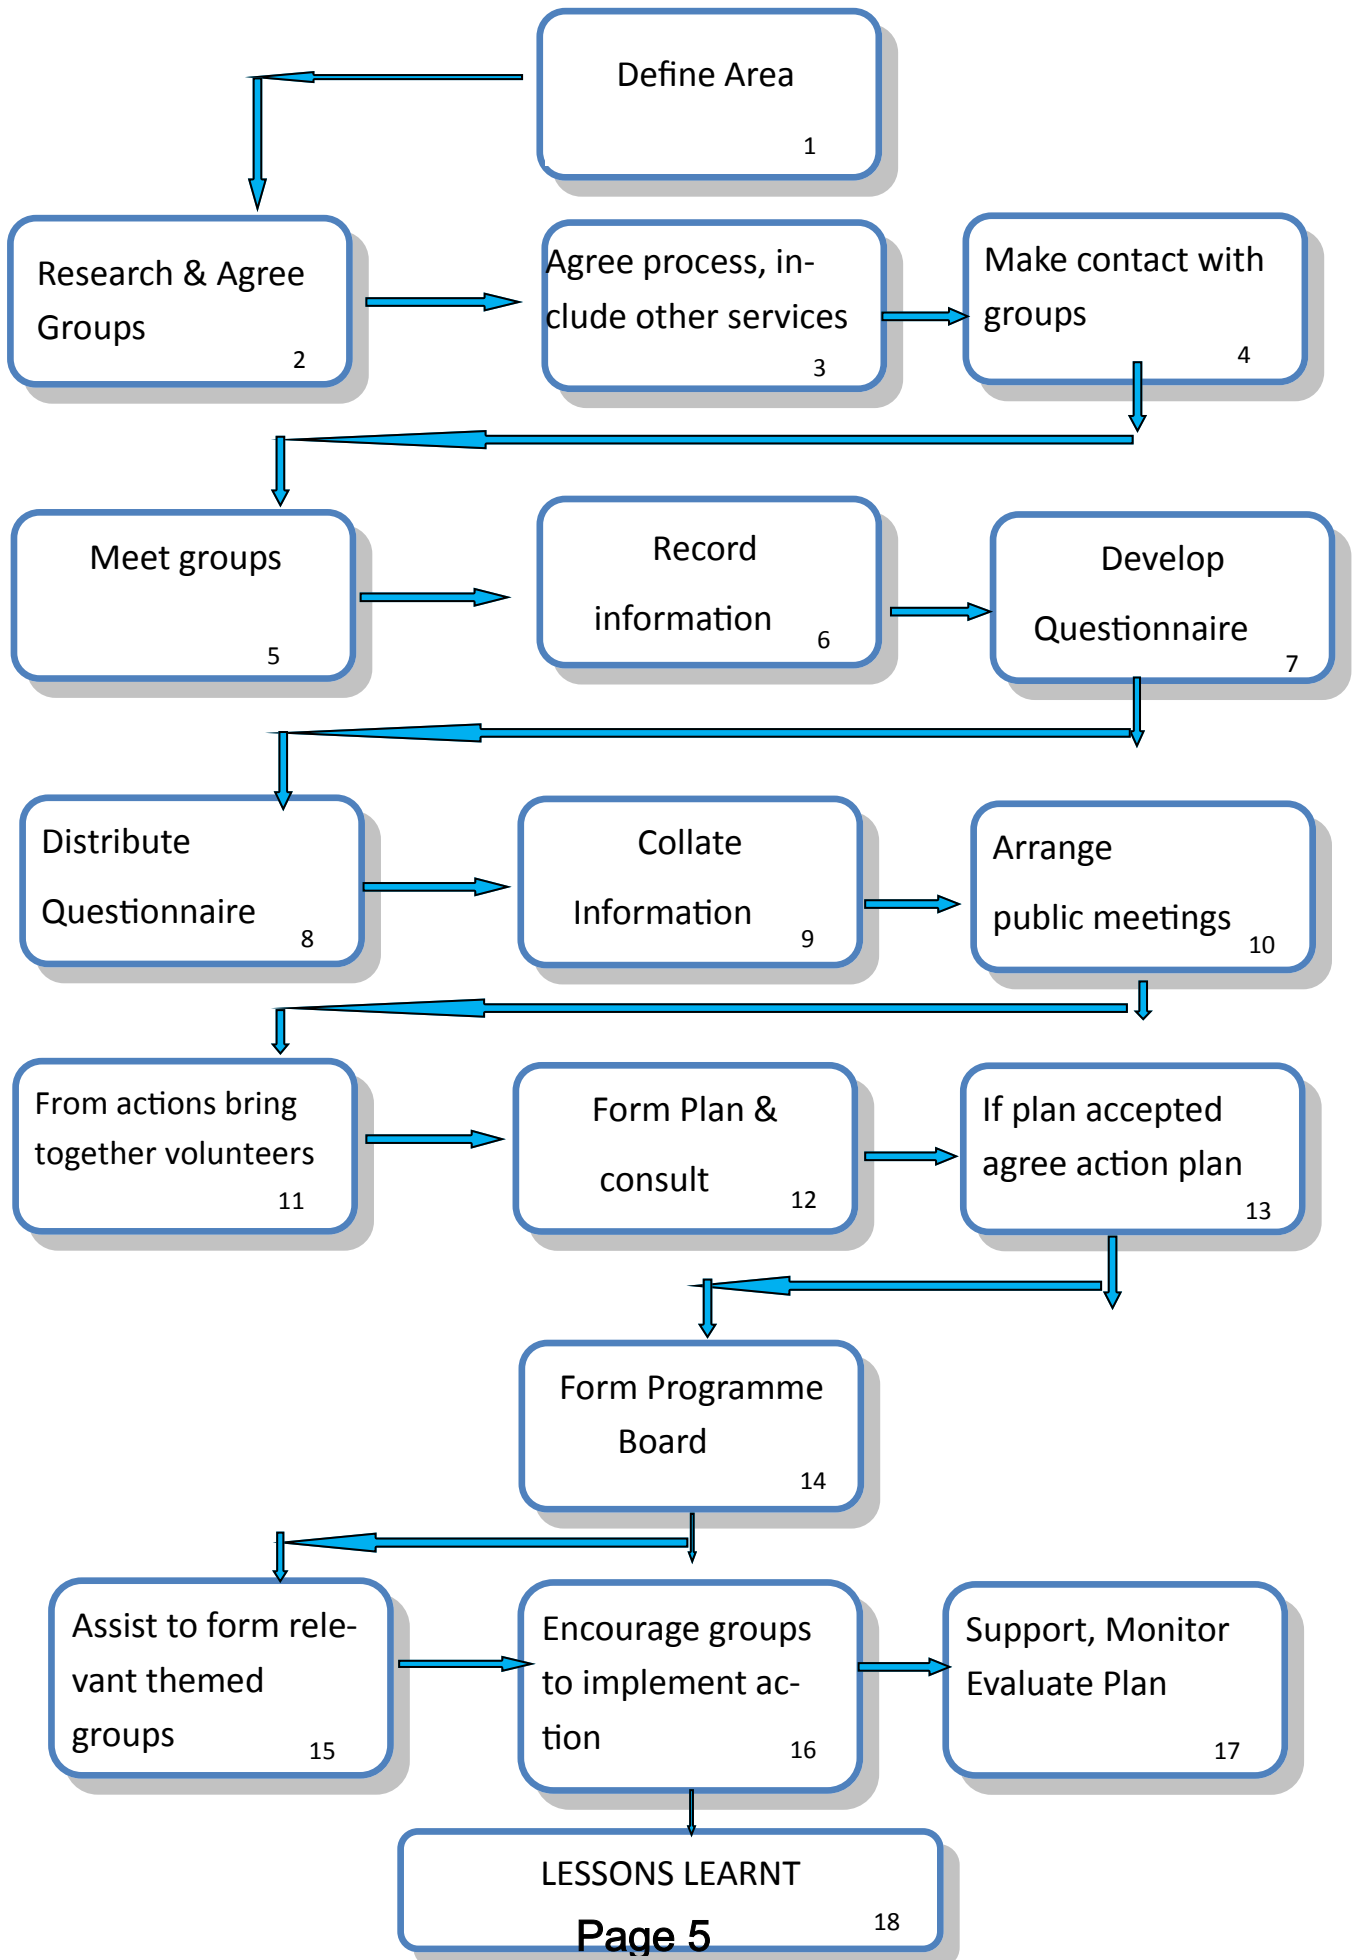 Define Area
1
Research & Agree
Groups
2
Agree process, in-
clude other services
3
Make contact with
groups
4
Meet groups
5
Record
information
6
Develop
Questionnaire
7
Distribute
Questionnaire
8
Collate
Information
9
Arrange
public meetings
10
From actions bring
together volunteers
11
Form Plan &
consult
12
If plan accepted
agree action plan
13
Form Programme
Board
14
Assist to form rele-
vant themed
groups
15
Encourage groups
to implement ac-
tion
16
Support, Monitor
Evaluate Plan
17
LESSONS LEARNT
18
Page 5